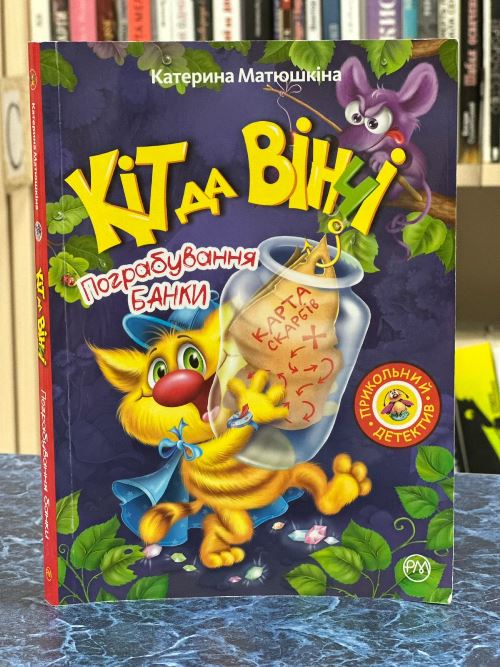 Катерина Матюшкіна
КІТ ДА ВІНЧІ
Пограбування
БАНКИ
КАРТА
СКАРБІВ
ПРИКОЛЬНИЙ
ДЕТЕКТИВ
РМ
Катерина Матюшкіна
КІТ ДА ВІНЧІ
Пограбування банки